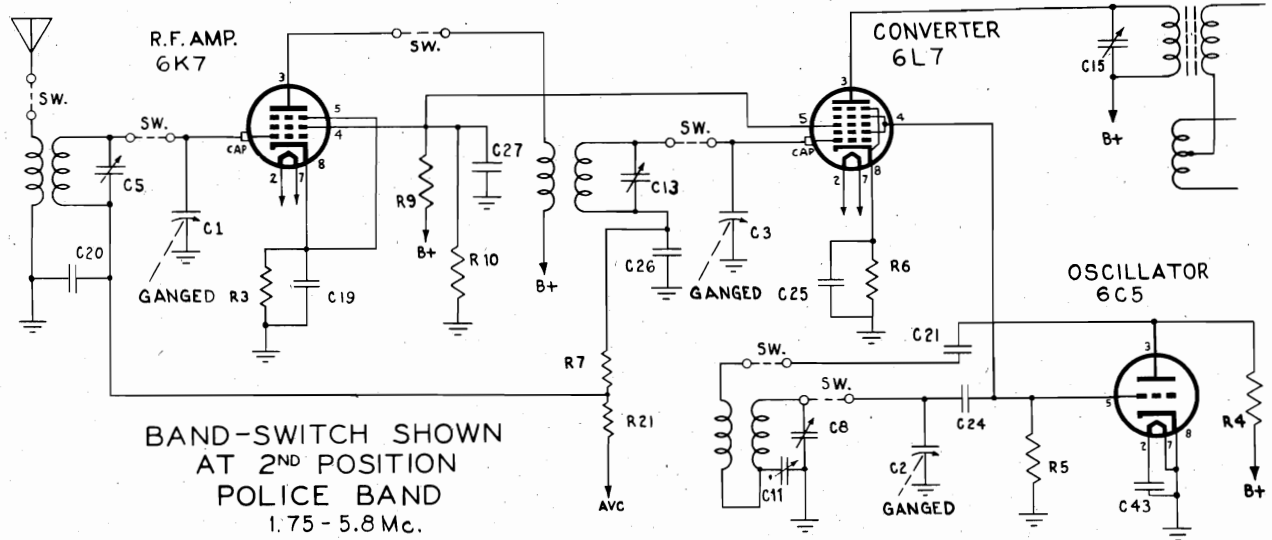 R.F. AMP.
6K7
SW.
CONVERTER
6L7
C15
B+
SW.
3
5
4
CAP
8
2
7
SW.
C5
C1
GANGED
C20
R3
C19
R9
B+
R10
C27
B+
SW.
C13
C26
C3
GANGED
3
5
4
CAP
8
2
7
C25
R6
OSCILLATOR
6C5
C21
3
5
8
2
7
R4
B+
C43
R7
R21
AVC
SW.
SW.
C8
C11
C24
C2
GANGED
R5
BAND-SWITCH SHOWN
AT 2ND POSITION
POLICE BAND
1.75-5.8 Mc.